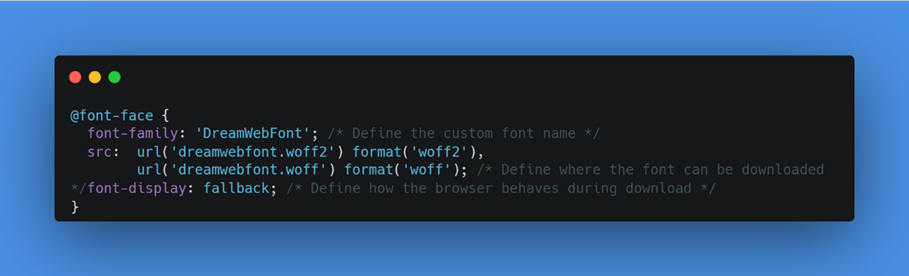 @font-face {
  font-family: 'DreamWebFont'; /* Define the custom font name */
  src:  url('dreamwebfont.woff2') format('woff2'),
        url('dreamwebfont.woff') format('woff'); /* Define where the font can be downloaded
*/font-display: fallback; /* Define how the browser behaves during download */
}